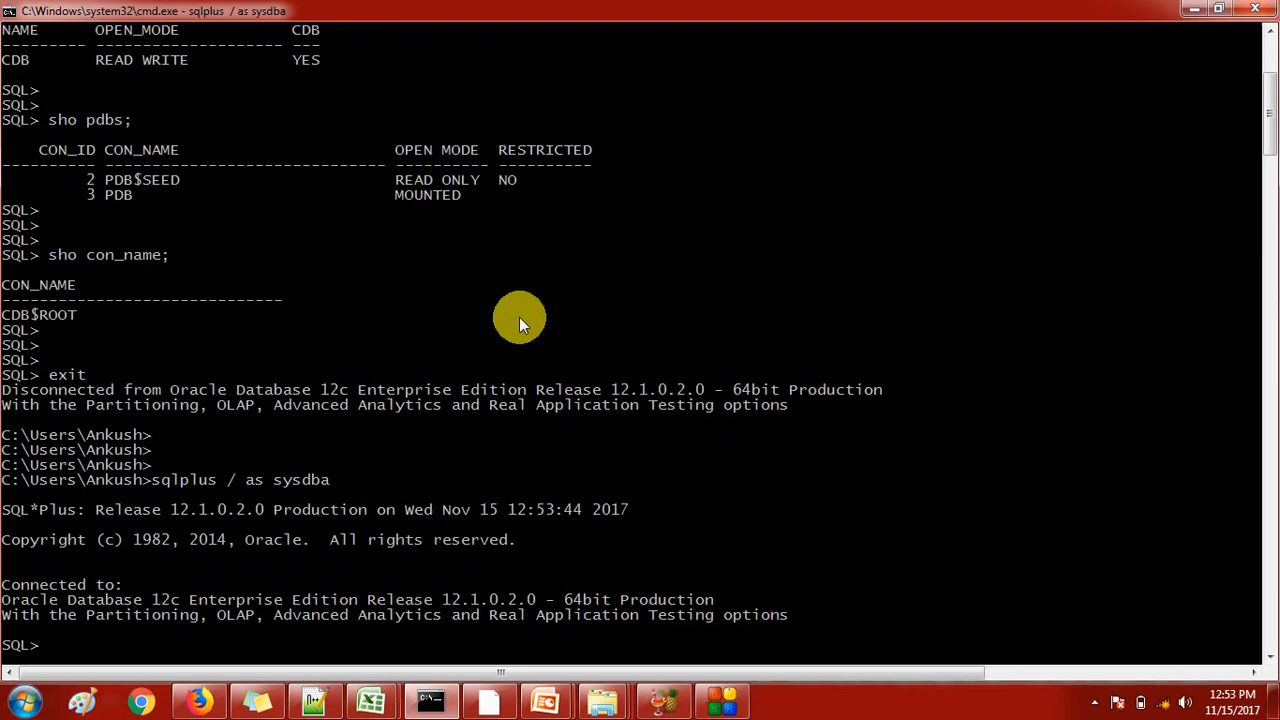 C:\Windows\system32\cmd.exe - sqlplus / as sysdba
NAME OPEN_MODE CDB
--------- -------------------- ---
CDB READ WRITE YES
SQL>
SQL>
SQL> sho pdbs;
CON_ID CON_NAME OPEN MODE RESTRICTED
---------- ------------------------------ ---------- ----------
2 PDB$SEED READ ONLY NO
3 PDB MOUNTED
SQL>
SQL>
SQL>
SQL> sho con_name;
CON_NAME
------------------------------
CDB$ROOT
SQL>
SQL>
SQL>
SQL> exit
Disconnected from Oracle Database 12c Enterprise Edition Release 12.1.0.2.0 - 64bit Production
With the Partitioning, OLAP, Advanced Analytics and Real Application Testing options
C:\Users\Ankush>
C:\Users\Ankush>
C:\Users\Ankush>
C:\Users\Ankush>sqlplus / as sysdba
SQL*Plus: Release 12.1.0.2.0 Production on Wed Nov 15 12:53:44 2017
Copyright (c) 1982, 2014, Oracle.  All rights reserved.
Connected to:
Oracle Database 12c Enterprise Edition Release 12.1.0.2.0 - 64bit Production
With the Partitioning, OLAP, Advanced Analytics and Real Application Testing options
SQL>
12:53 PM
11/15/2017